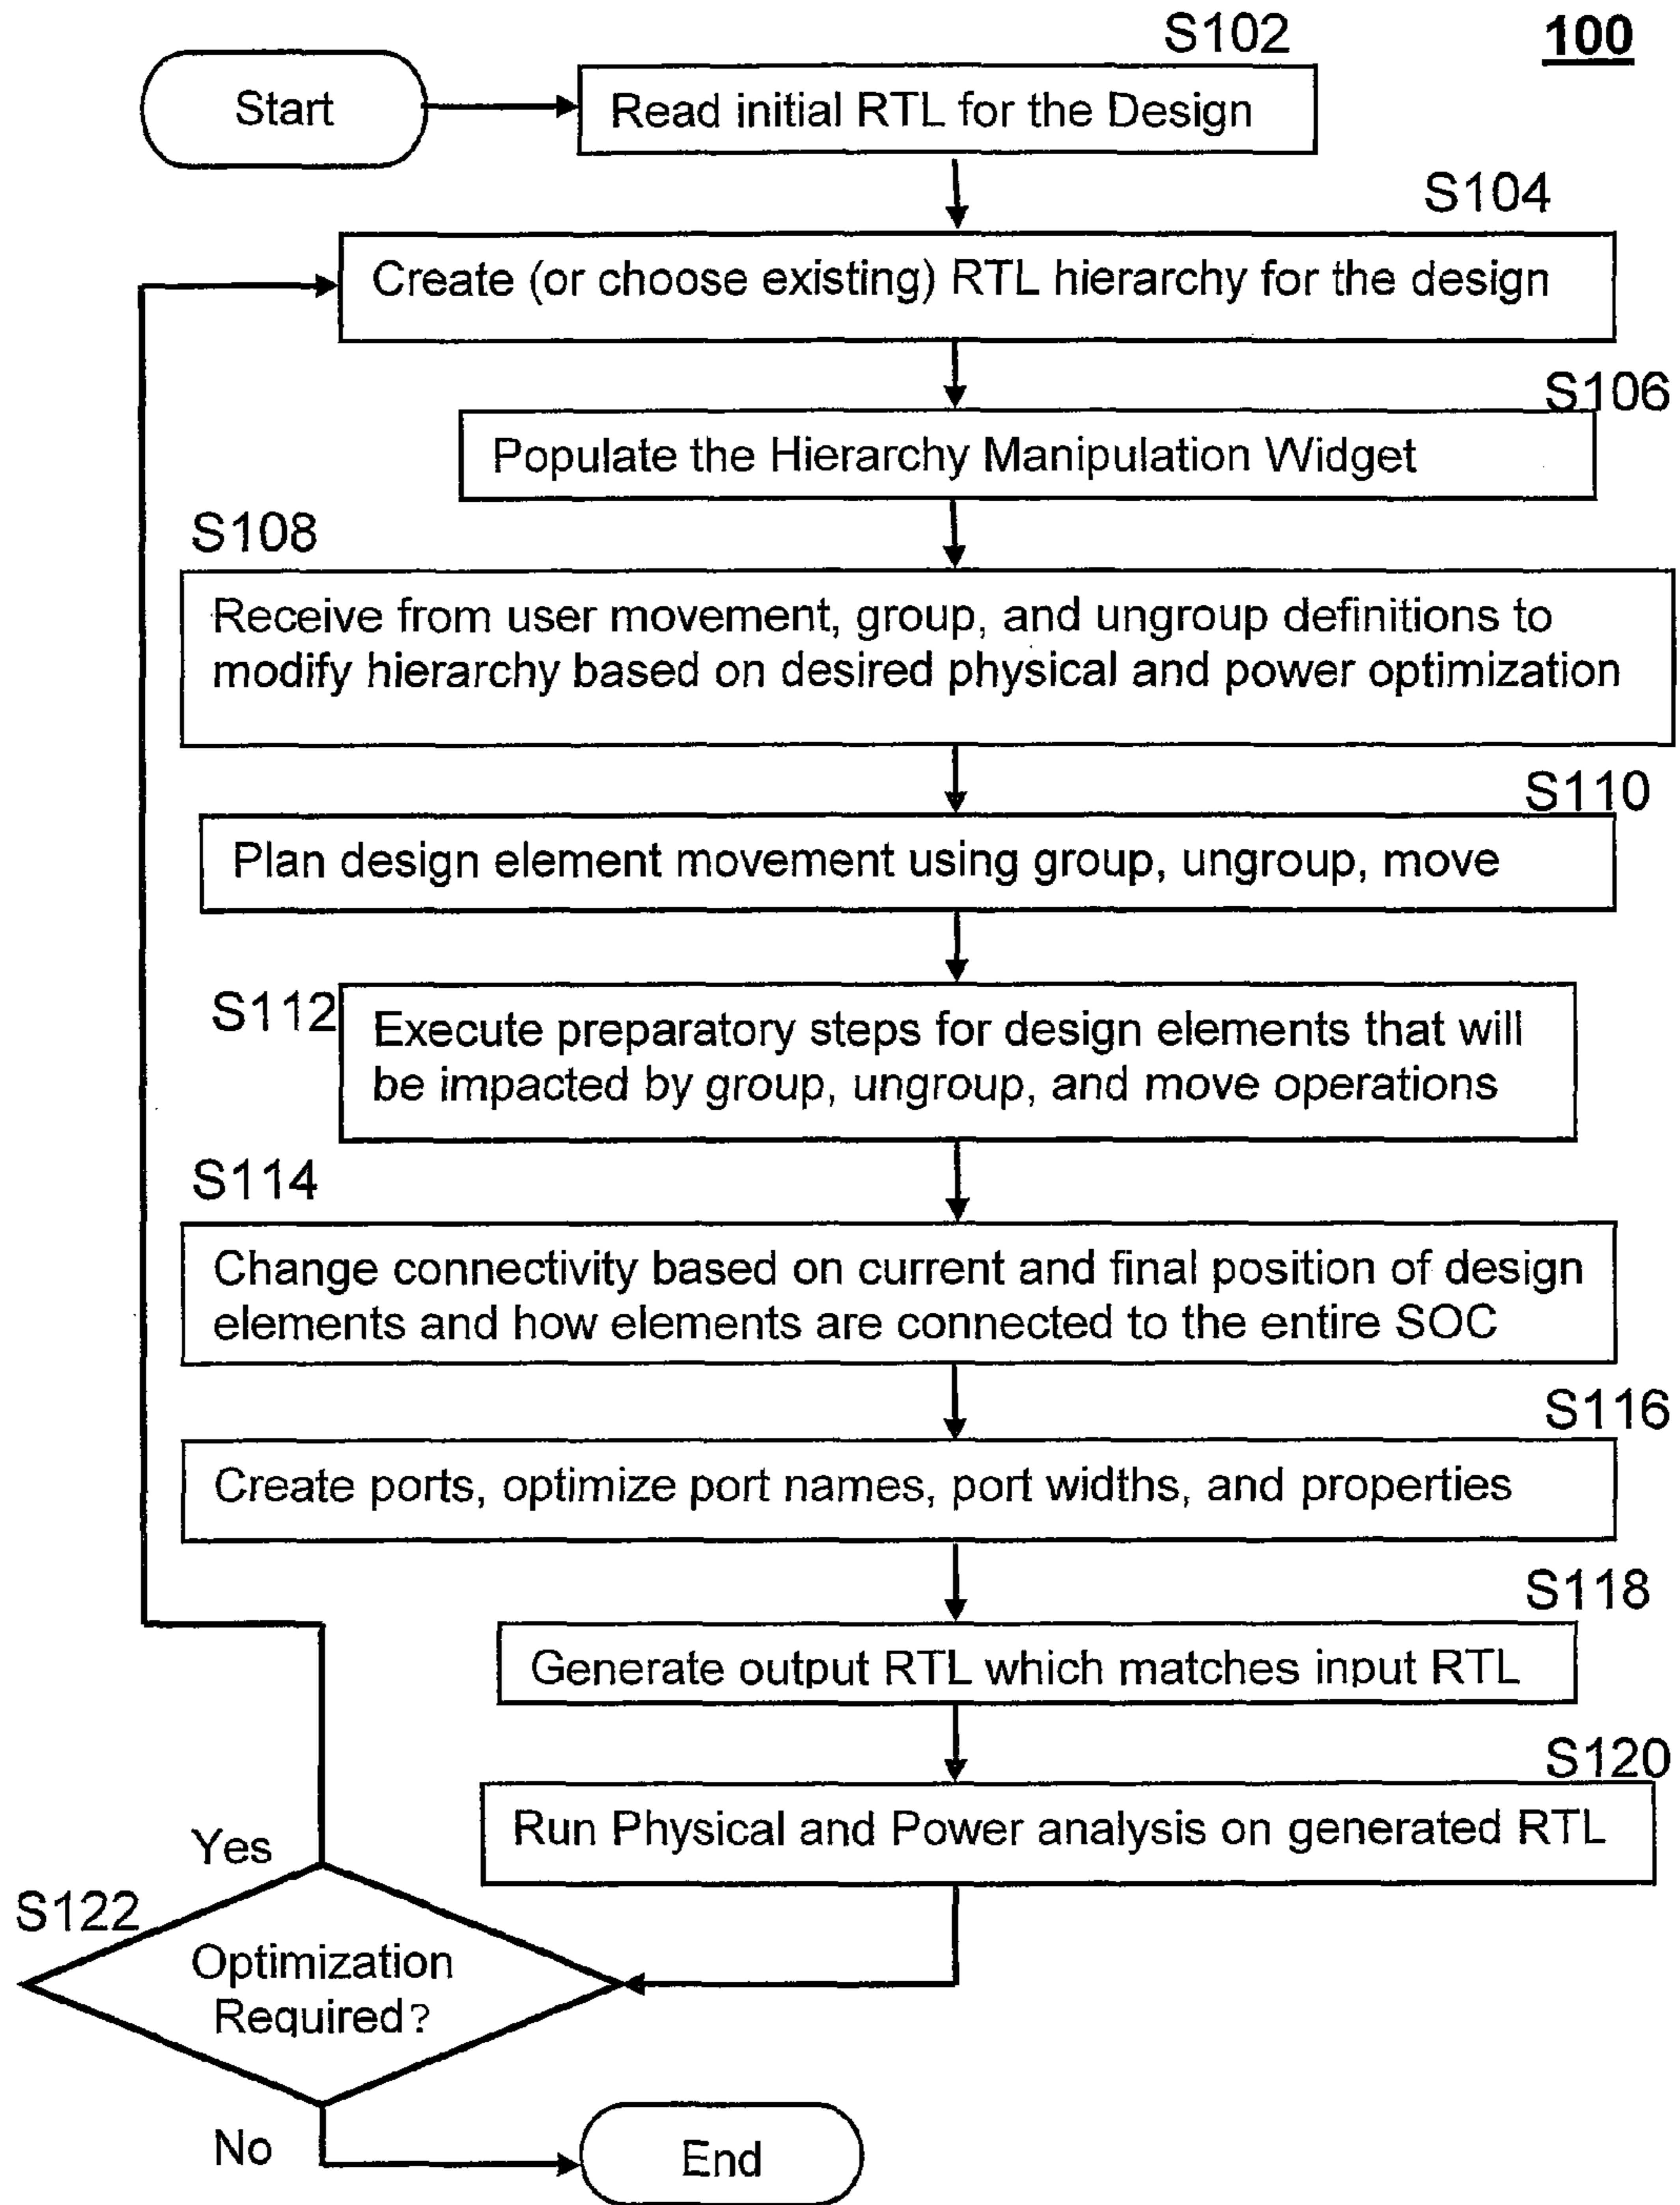 100
S102
Start
Read initial RTL for the Design
S104
Create (or choose existing) RTL hierarchy for the design
S106
Populate the Hierarchy Manipulation Widget
S108
Receive from user movement, group, and ungroup definitions to
modify hierarchy based on desired physical and power optimization
S110
Plan design element movement using group, ungroup, move
S112
Execute preparatory steps for design elements that will
be impacted by group, ungroup, and move operations
S114
Change connectivity based on current and final position of design
elements and how elements are connected to the entire SOC
S116
Create ports, optimize port names, port widths, and properties
S118
Generate output RTL which matches input RTL
S120
Run Physical and Power analysis on generated RTL
Yes
S122
Optimization
Required?
No
End